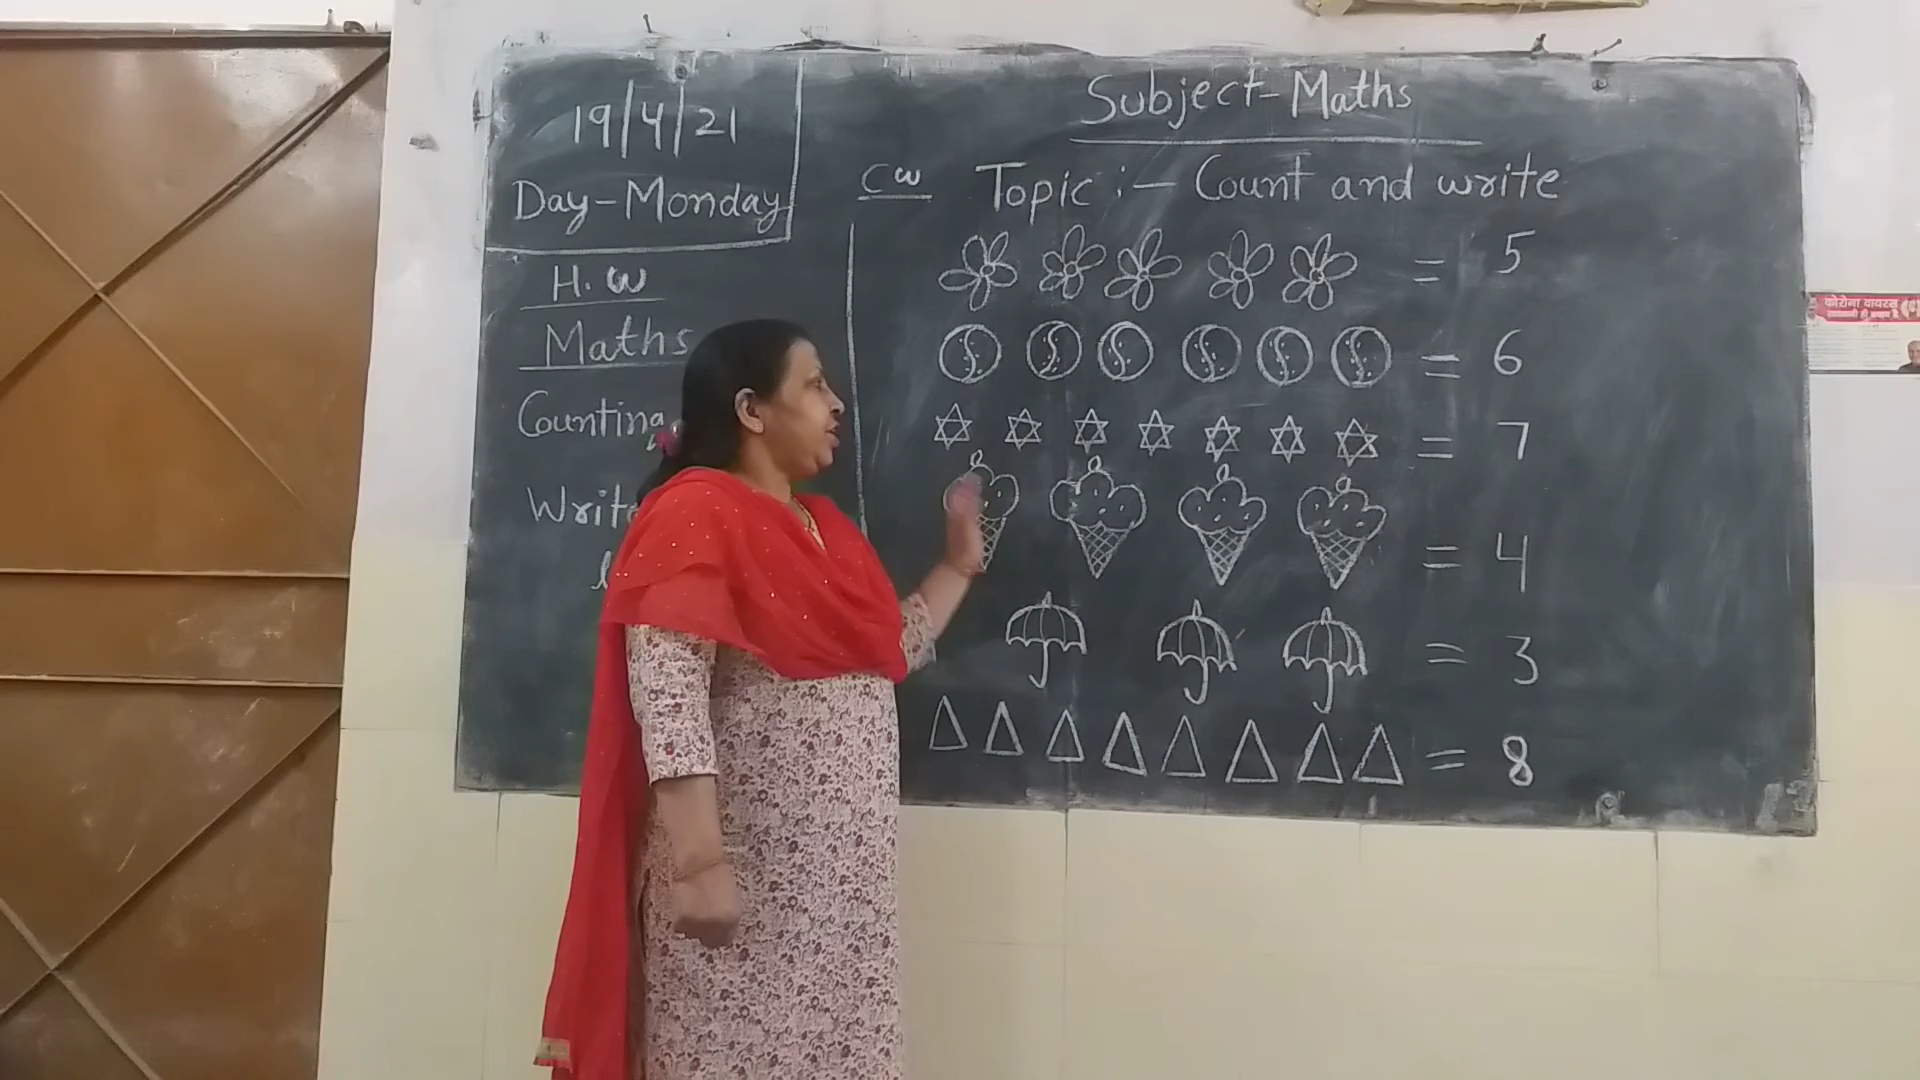 19/4/21
Day-Monday
H.W
Maths
Counting
Write
Subject-Maths
CW Topic :- Count and write
= 5
= 6
= 7
= 4
= 3
= 8
कोरोना वायरस